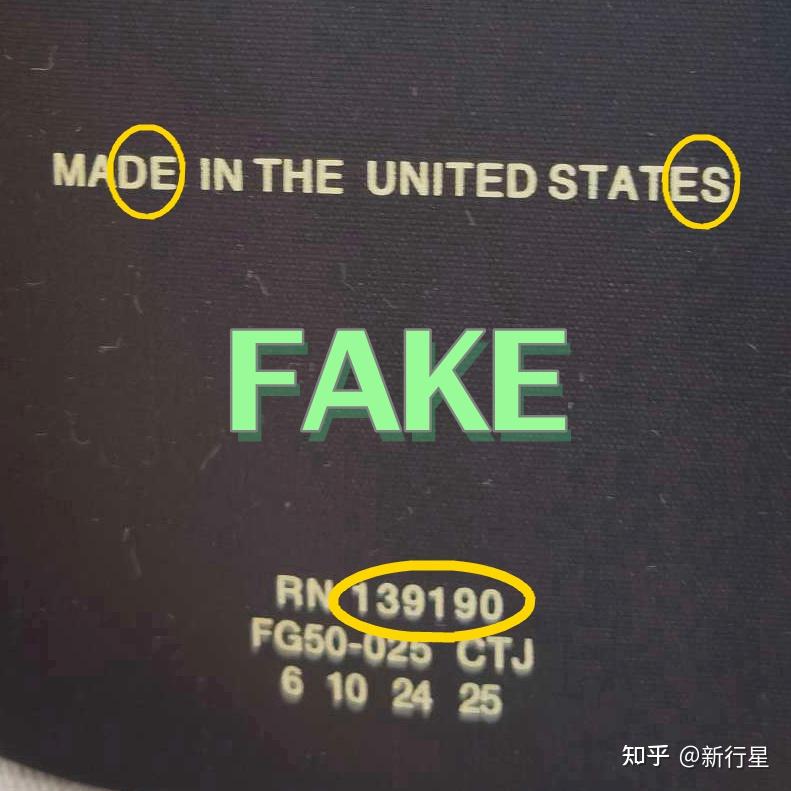 MADE IN THE UNITED STATES
FAKE
RN 139190
FG50-025 CTJ
6 10 24 25
知乎 @新行星